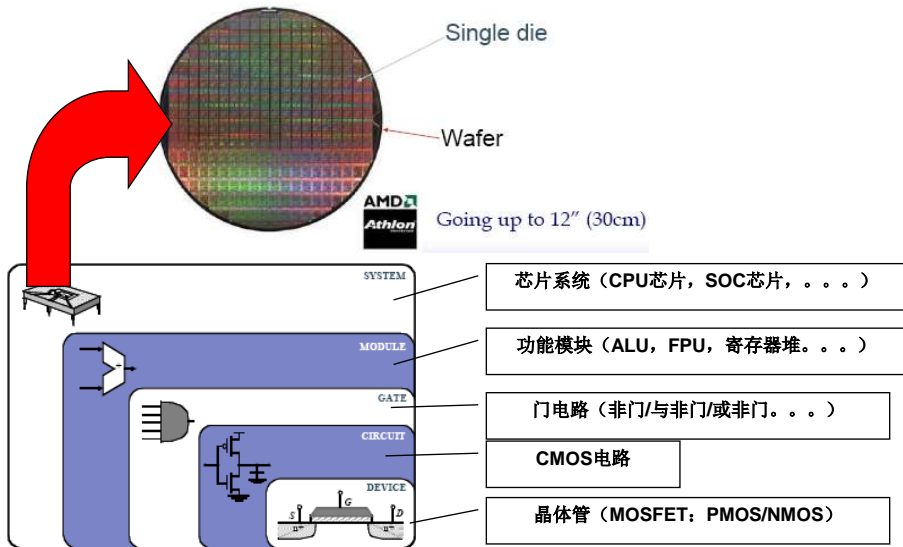 Single die
Wafer
AMD
Athlon
Going up to 12″ (30cm)
SYSTEM
芯片系统（CPU芯片，SOC芯片，。。。）
MODULE
功能模块（ALU，FPU，寄存器堆。。。）
+
GATE
门电路（非门/与非门/或非门。。。）
CIRCUIT
CMOS电路
DEVICE
G
S
D
n+
n+
晶体管（MOSFET：PMOS/NMOS）